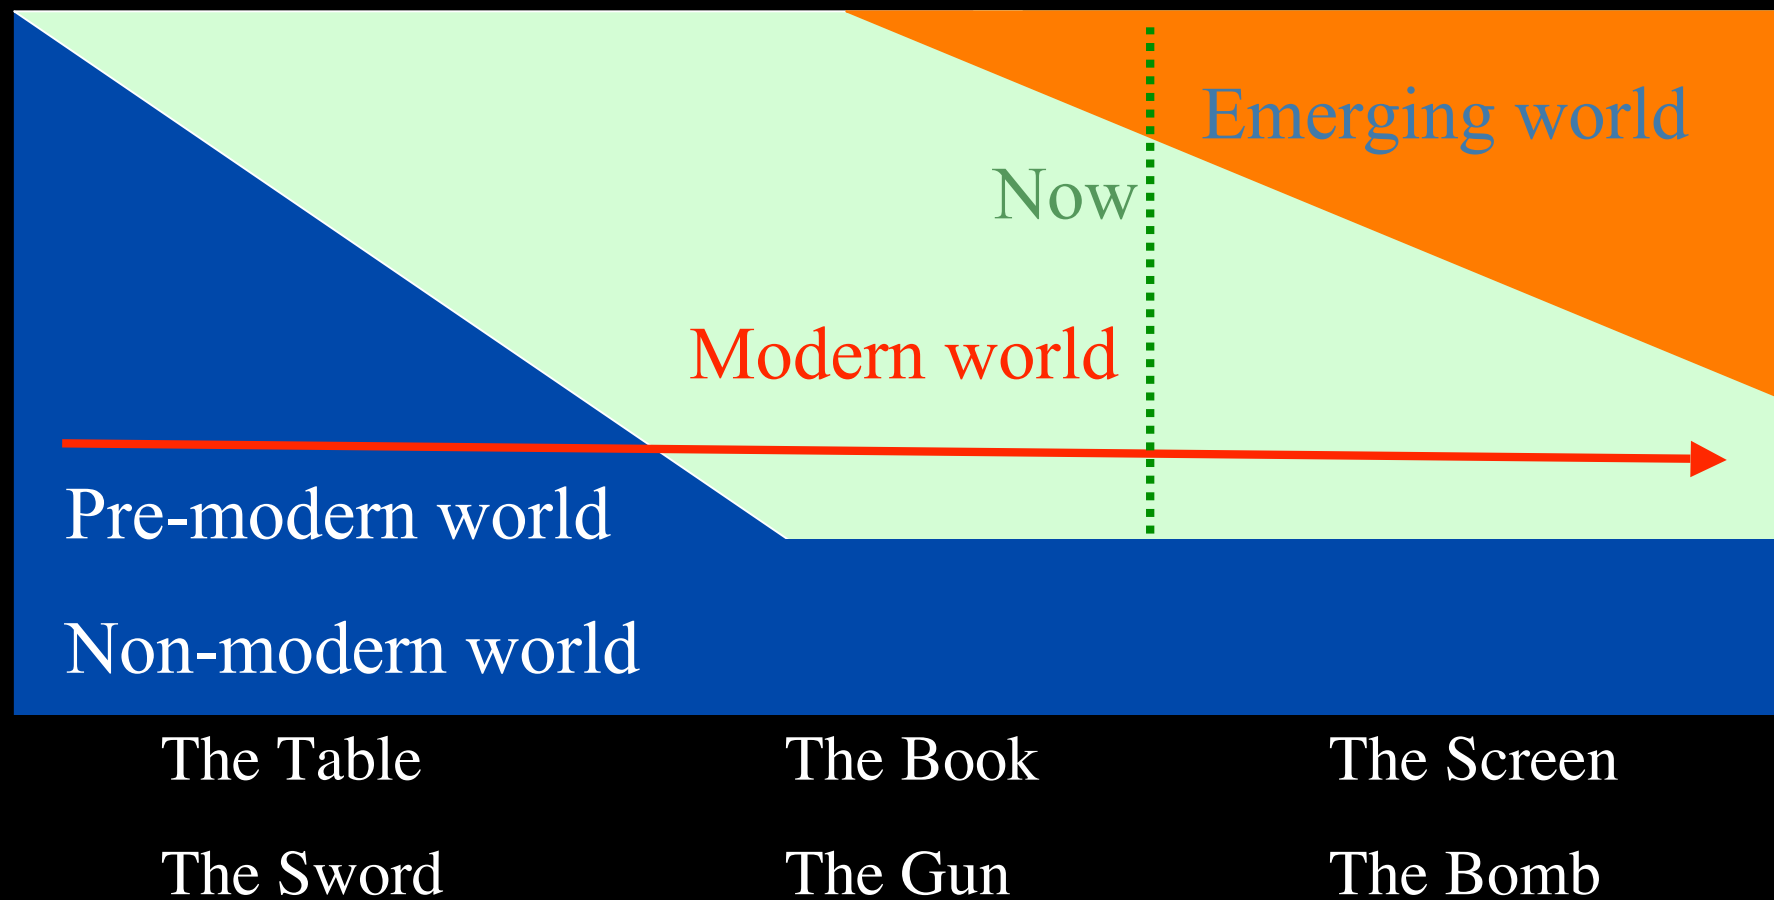 Emerging world
Now
Modern world
Pre-modern world
Non-modern world
The Table The Book The Screen
The Sword The Gun The Bomb